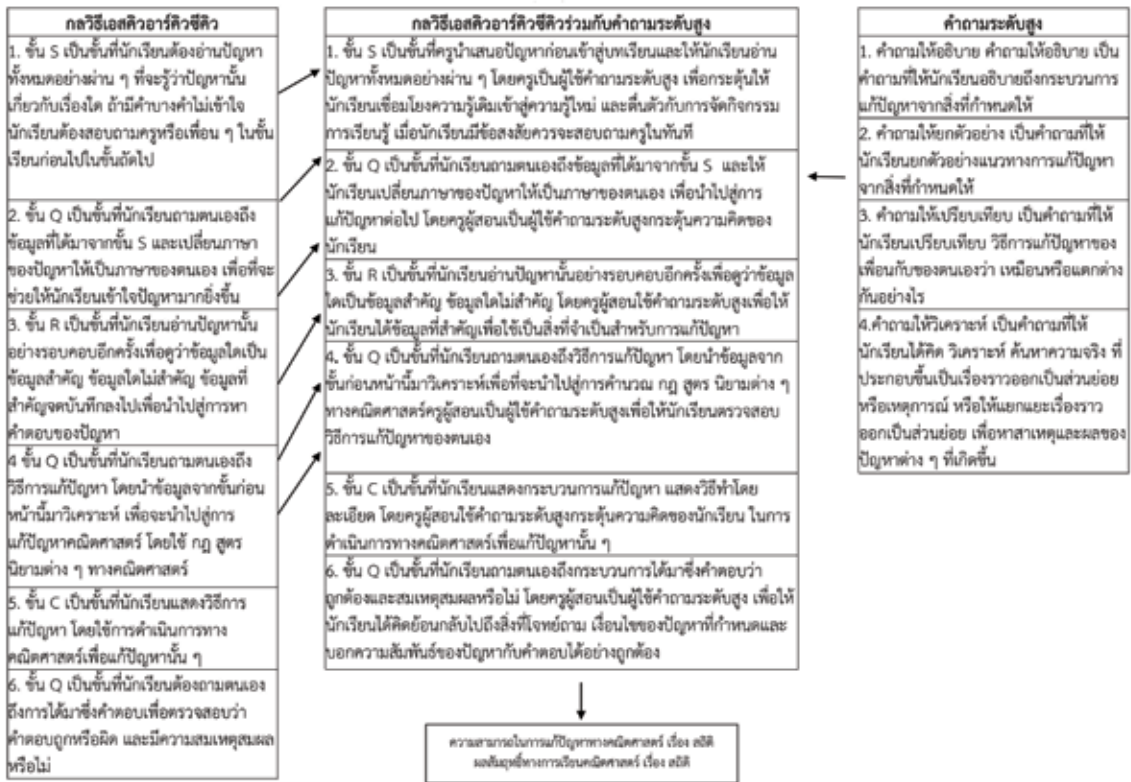 กลวิธีเอสคิวอาร์คิวซีคิว
1. ขั้น S เป็นขั้นที่นักเรียนต้องอ่านปัญหา
ทั้งหมดอย่างผ่าน ๆ ที่จะรู้ว่าปัญหานั้น
เกี่ยวกับเรื่องใด ถ้ามีคำบางคำไม่เข้าใจ
นักเรียนต้องสอบถามครูหรือเพื่อน ๆ ในชั้น
เรียนก่อนไปในขั้นถัดไป
2. ขั้น Q เป็นขั้นที่นักเรียนถามตนเองถึง
ข้อมูลที่ได้มาจากขั้น S และเปลี่ยนภาษา
ของปัญหาให้เป็นภาษาของตนเอง เพื่อที่จะ
ช่วยให้นักเรียนเข้าใจปัญหามากยิ่งขึ้น
3. ขั้น R เป็นขั้นที่นักเรียนอ่านปัญหานั้น
อย่างรอบคอบอีกครั้งเพื่อดูว่าข้อมูลใดเป็น
ข้อมูลสำคัญ ข้อมูลใดไม่สำคัญ ข้อมูลที่
สำคัญจดบันทึกลงไปเพื่อนำไปสู่การหา
คำตอบของปัญหา
4 ขั้น Q เป็นขั้นที่นักเรียนถามตนเองถึง
วิธีการแก้ปัญหา โดยนำข้อมูลจากขั้นก่อน
หน้านี้มาวิเคราะห์ เพื่อจะนำไปสู่การ
แก้ปัญหาคณิตศาสตร์ โดยใช้ กฎ สูตร
นิยามต่าง ๆ ทางคณิตศาสตร์
5. ขั้น C เป็นขั้นที่นักเรียนแสดงวิธีการ
แก้ปัญหา โดยใช้การดำเนินการทาง
คณิตศาสตร์เพื่อแก้ปัญหานั้น ๆ
6. ขั้น Q เป็นขั้นที่นักเรียนต้องถามตนเอง
ถึงการได้มาซึ่งคำตอบเพื่อตรวจสอบว่า
คำตอบถูกหรือผิด และมีความสมเหตุสมผล
หรือไม่
กลวิธีเอสคิวอาร์คิวซีคิวร่วมกับคำถามระดับสูง
1. ขั้น S เป็นขั้นที่ครูนำเสนอปัญหาก่อนเข้าสู่บทเรียนและให้นักเรียนอ่าน
ปัญหาทั้งหมดอย่างผ่าน ๆ โดยครูเป็นผู้ใช้คำถามระดับสูง เพื่อกระตุ้นให้
นักเรียนเชื่อมโยงความรู้เดิมเข้าสู่ความรู้ใหม่ และตื่นตัวกับการจัดกิจกรรม
การเรียนรู้ เมื่อนักเรียนมีข้อสงสัยควรจะสอบถามครูในทันที
2. ขั้น Q เป็นขั้นที่นักเรียนถามตนเองถึงข้อมูลที่ได้มาจากขั้น S และให้
นักเรียนเปลี่ยนภาษาของปัญหาให้เป็นภาษาของตนเอง เพื่อนำไปสู่การ
แก้ปัญหาต่อไป โดยครูผู้สอนเป็นผู้ใช้คำถามระดับสูงกระตุ้นความคิดของ
นักเรียน
3. ขั้น R เป็นขั้นที่นักเรียนอ่านปัญหานั้นอย่างรอบคอบอีกครั้งเพื่อดูว่าข้อมูล
ใดเป็นข้อมูลสำคัญ ข้อมูลใดไม่สำคัญ โดยครูผู้สอนใช้คำถามระดับสูงเพื่อให้
นักเรียนได้ข้อมูลที่สำคัญเพื่อใช้เป็นสิ่งที่จำเป็นสำหรับการแก้ปัญหา
4. ขั้น Q เป็นขั้นที่นักเรียนถามตนเองถึงวิธีการแก้ปัญหา โดยนำข้อมูลจาก
ขั้นก่อนหน้านี้มาวิเคราะห์เพื่อที่จะนำไปสู่การคำนวณ กฎ สูตร นิยามต่าง ๆ
ทางคณิตศาสตร์ครูผู้สอนเป็นผู้ใช้คำถามระดับสูงเพื่อให้นักเรียนตรวจสอบ
วิธีการแก้ปัญหาของตนเอง
5. ขั้น C เป็นขั้นที่นักเรียนแสดงกระบวนการแก้ปัญหา แสดงวิธีทำโดย
ละเอียด โดยครูผู้สอนใช้คำถามระดับสูงกระตุ้นความคิดของนักเรียน ในการ
ดำเนินการทางคณิตศาสตร์เพื่อแก้ปัญหานั้น ๆ
6. ขั้น Q เป็นขั้นที่นักเรียนถามตนเองถึงกระบวนการได้มาซึ่งคำตอบว่า
ถูกต้องและสมเหตุสมผลหรือไม่ โดยครูผู้สอนเป็นผู้ใช้คำถามระดับสูง เพื่อให้
นักเรียนได้คิดย้อนกลับไปถึงสิ่งที่โจทย์ถาม เงื่อนไขของปัญหาที่กำหนดและ
บอกความสัมพันธ์ของปัญหากับคำตอบได้อย่างถูกต้อง
คำถามระดับสูง
1. คำถามให้อธิบาย คำถามให้อธิบาย เป็น
คำถามที่ให้นักเรียนอธิบายถึงกระบวนการ
แก้ปัญหาจากสิ่งที่กำหนดให้
2. คำถามให้ยกตัวอย่าง เป็นคำถามที่ให้
นักเรียนยกตัวอย่างแนวทางการแก้ปัญหา
จากสิ่งที่กำหนดให้
3. คำถามให้เปรียบเทียบ เป็นคำถามที่ให้
นักเรียนเปรียบเทียบ วิธีการแก้ปัญหาของ
เพื่อนกับของตนเองว่า เหมือนหรือแตกต่าง
กันอย่างไร
4.คำถามให้วิเคราะห์ เป็นคำถามที่ให้
นักเรียนได้คิด วิเคราะห์ ค้นหาความจริง ที่
ประกอบขึ้นเป็นเรื่องราวออกเป็นส่วนย่อย
หรือเหตุการณ์ หรือให้แยกแยะเรื่องราว
ออกเป็นส่วนย่อย เพื่อหาสาเหตุและผลของ
ปัญหาต่าง ๆ ที่เกิดขึ้น
ความสามารถในการแก้ปัญหาทางคณิตศาสตร์ เรื่อง สถิติ
ผลสัมฤทธิ์ทางการเรียนคณิตศาสตร์ เรื่อง สถิติ